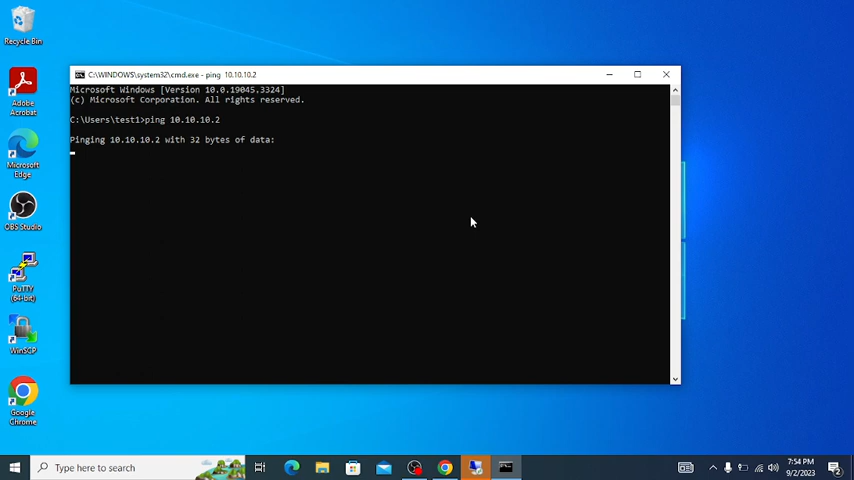 Recycle Bin
Adobe
Acrobat
Microsoft
Edge
OBS Studio
PuTTY
(64-bit)
WinSCP
Google
Chrome
C:\WINDOWS\system32\cmd.exe - ping 10.10.10.2
Microsoft Windows [Version 10.0.19045.3324]
(c) Microsoft Corporation. All rights reserved.
C:\Users\test1>ping 10.10.10.2
Pinging 10.10.10.2 with 32 bytes of data:
Type here to search
7:54 PM
9/2/2023
2